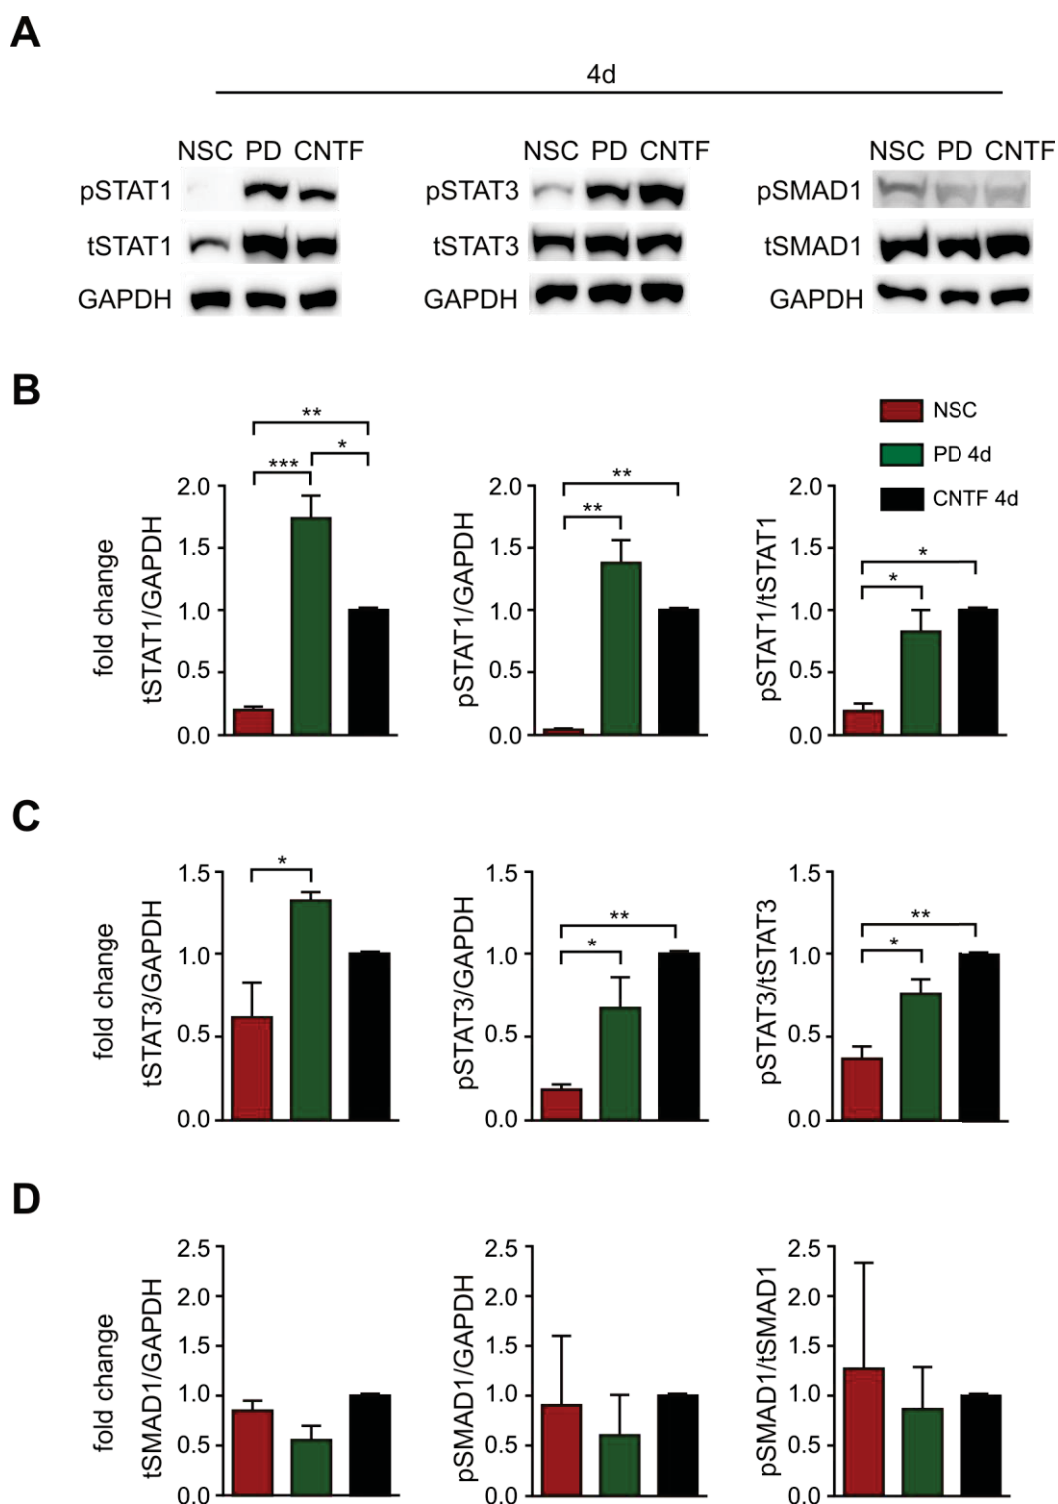 A
4d
NSC PD CNTF
pSTAT1
tSTAT1
GAPDH
NSC PD CNTF
pSTAT3
tSTAT3
GAPDH
NSC PD CNTF
pSMAD1
tSMAD1
GAPDH
B
NSC
PD 4d
CNTF 4d
fold change
tSTAT1/GAPDH
2.0
1.5
1.0
0.5
0.0
**
*
***
pSTAT1/GAPDH
2.0
1.5
1.0
0.5
0.0
**
**
pSTAT1/tSTAT1
2.0
1.5
1.0
0.5
0.0
*
*
C
fold change
tSTAT3/GAPDH
1.5
1.0
0.5
0.0
*
pSTAT3/GAPDH
1.5
1.0
0.5
0.0
**
*
pSTAT3/tSTAT3
1.5
1.0
0.5
0.0
**
*
D
fold change
tSMAD1/GAPDH
2.5
2.0
1.5
1.0
0.5
0.0
pSMAD1/GAPDH
2.5
2.0
1.5
1.0
0.5
0.0
pSMAD1/tSMAD1
2.5
2.0
1.5
1.0
0.5
0.0